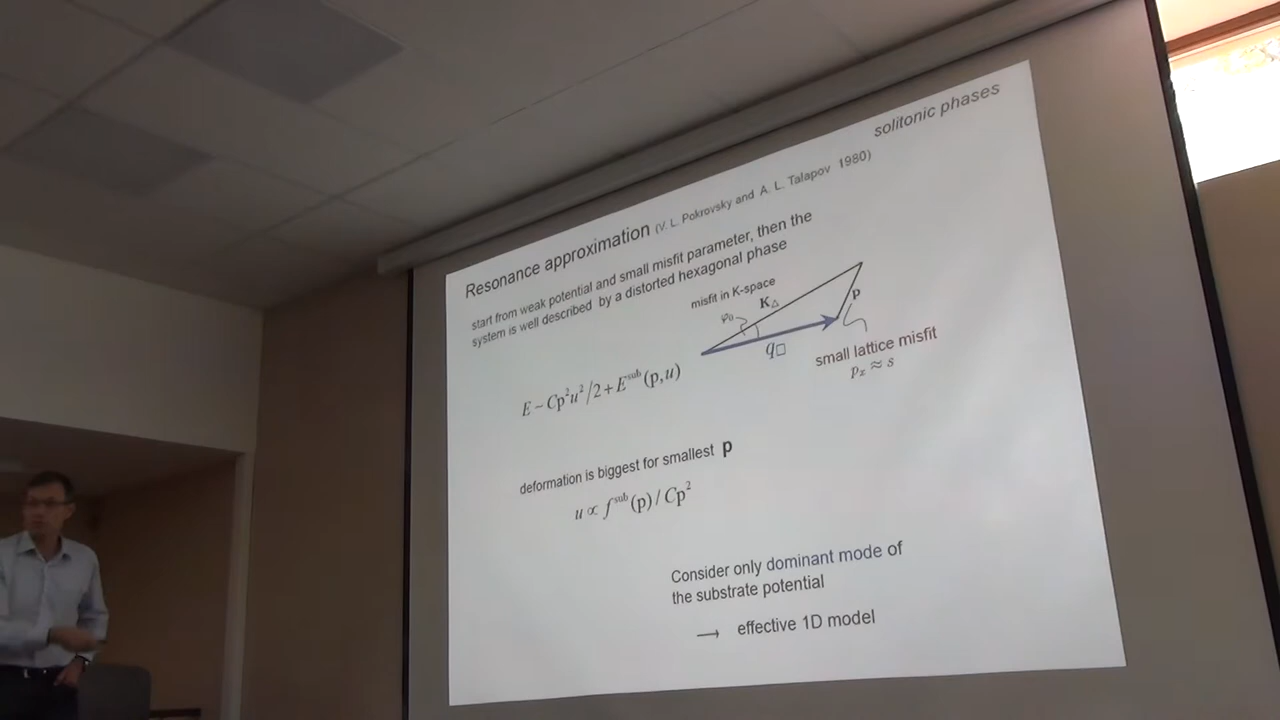 solitonic phases
Resonance approximation (V. L. Pokrovsky and A. L. Talapov 1980)
start from weak potential and small misfit parameter, then the
system is well described by a distorted hexagonal phase
misfit in K-space
φ₀
K△
p
q□
small lattice misfit
pₓ ≈ s
E ~ Cp²u²/2 + Eˢᵘᵇ(p,u)
deformation is biggest for smallest p
u ∝ fˢᵘᵇ(p) / Cp²
Consider only dominant mode of
the substrate potential
→ effective 1D model